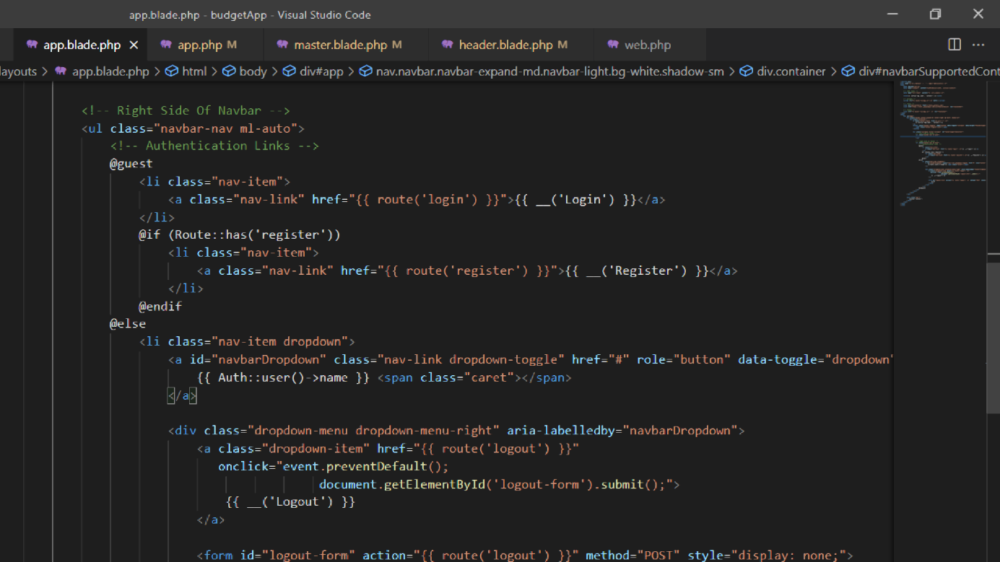 app.blade.php - budgetApp - Visual Studio Code
app.blade.php app.php M master.blade.php M header.blade.php M web.php
layouts > app.blade.php > html > body > div#app > nav.navbar.navbar-expand-md.navbar-light.bg-white.shadow-sm > div.container > div#navbarSupportedCont
<!-- Right Side Of Navbar -->
<ul class="navbar-nav ml-auto">
<!-- Authentication Links -->
@guest
<li class="nav-item">
<a class="nav-link" href="{{ route('login') }}">{{ __('Login') }}</a>
</li>
@if (Route::has('register'))
<li class="nav-item">
<a class="nav-link" href="{{ route('register') }}">{{ __('Register') }}</a>
</li>
@endif
@else
<li class="nav-item dropdown">
<a id="navbarDropdown" class="nav-link dropdown-toggle" href="#" role="button" data-toggle="dropdown"
{{ Auth::user()->name }} <span class="caret"></span>
</a>
<div class="dropdown-menu dropdown-menu-right" aria-labelledby="navbarDropdown">
<a class="dropdown-item" href="{{ route('logout') }}"
onclick="event.preventDefault();
document.getElementById('logout-form').submit();">
{{ __('Logout') }}
</a>
<form id="logout-form" action="{{ route('logout') }}" method="POST" style="display: none;">